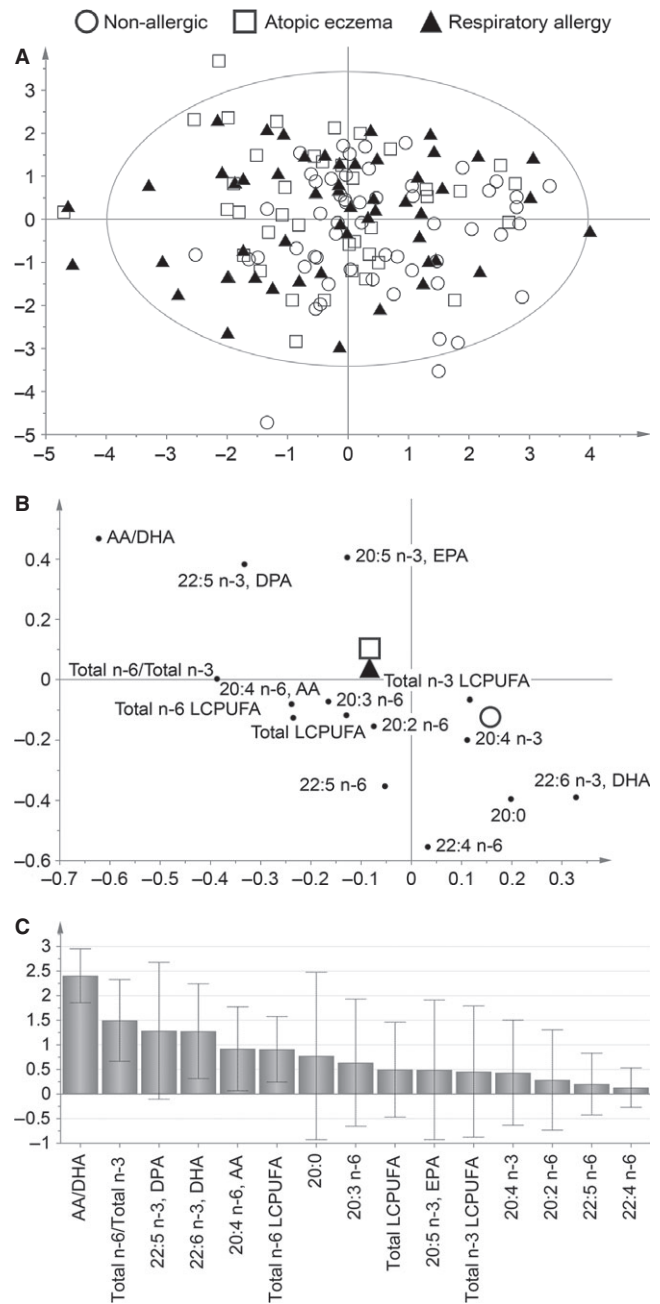 Non-allergic Atopic eczema Respiratory allergy
A
4
3
2
1
0
–1
–2
–3
–4
–5
–5 –4 –3 –2 –1 0 1 2 3 4
B
0.4
0.2
0
–0.2
–0.4
–0.6
AA/DHA
20:5 n-3, EPA
22:5 n-3, DPA
Total n-6/Total n-3
Total n-3 LCPUFA
20:4 n-6, AA
20:3 n-6
Total n-6 LCPUFA
20:2 n-6
Total LCPUFA
20:4 n-3
22:5 n-6
22:6 n-3, DHA
20:0
22:4 n-6
–0.7 –0.6 –0.5 –0.4 –0.3 –0.2 –0.1 0 0.1 0.2 0.3
C
3
2.5
2
1.5
1
0.5
0
–0.5
–1
AA/DHA
Total n-6/Total n-3
22:5 n-3, DPA
22:6 n-3, DHA
20:4 n-6, AA
Total n-6 LCPUFA
20:0
20:3 n-6
Total LCPUFA
20:5 n-3, EPA
Total n-3 LCPUFA
20:4 n-3
20:2 n-6
22:5 n-6
22:4 n-6